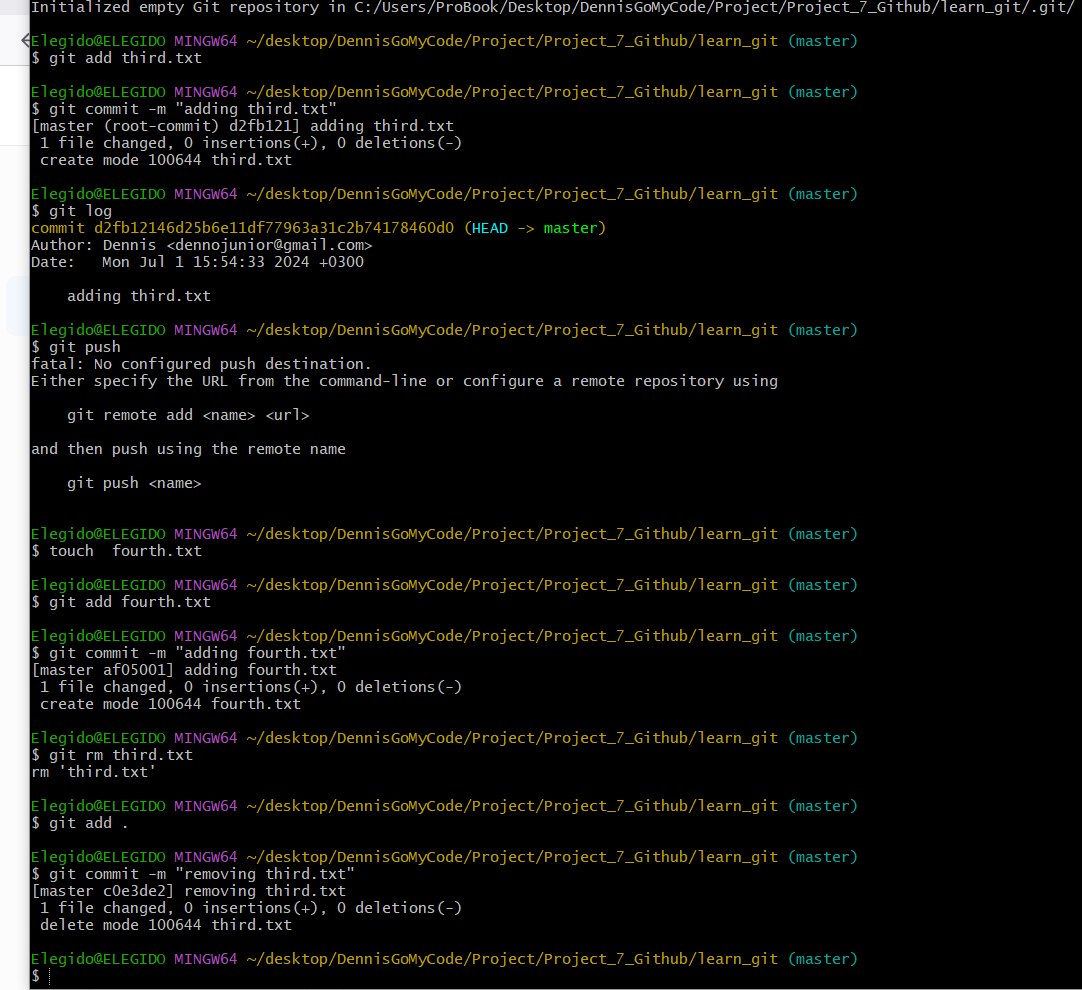 Initialized empty Git repository in C:/Users/ProBook/Desktop/DennisGoMyCode/Project/Project_7_Github/learn_git/.git/
Elegido@ELEGIDO MINGW64 ~/desktop/DennisGoMyCode/Project/Project_7_Github/learn_git (master)
$ git add third.txt
Elegido@ELEGIDO MINGW64 ~/desktop/DennisGoMyCode/Project/Project_7_Github/learn_git (master)
$ git commit -m "adding third.txt"
[master (root-commit) d2fb121] adding third.txt
 1 file changed, 0 insertions(+), 0 deletions(-)
 create mode 100644 third.txt
Elegido@ELEGIDO MINGW64 ~/desktop/DennisGoMyCode/Project/Project_7_Github/learn_git (master)
$ git log
commit d2fb12146d25b6e11df77963a31c2b74178460d0 (HEAD -> master)
Author: Dennis <dennojunior@gmail.com>
Date:   Mon Jul 1 15:54:33 2024 +0300
    adding third.txt
Elegido@ELEGIDO MINGW64 ~/desktop/DennisGoMyCode/Project/Project_7_Github/learn_git (master)
$ git push
fatal: No configured push destination.
Either specify the URL from the command-line or configure a remote repository using
    git remote add <name> <url>
and then push using the remote name
    git push <name>
Elegido@ELEGIDO MINGW64 ~/desktop/DennisGoMyCode/Project/Project_7_Github/learn_git (master)
$ touch  fourth.txt
Elegido@ELEGIDO MINGW64 ~/desktop/DennisGoMyCode/Project/Project_7_Github/learn_git (master)
$ git add fourth.txt
Elegido@ELEGIDO MINGW64 ~/desktop/DennisGoMyCode/Project/Project_7_Github/learn_git (master)
$ git commit -m "adding fourth.txt"
[master af05001] adding fourth.txt
 1 file changed, 0 insertions(+), 0 deletions(-)
 create mode 100644 fourth.txt
Elegido@ELEGIDO MINGW64 ~/desktop/DennisGoMyCode/Project/Project_7_Github/learn_git (master)
$ git rm third.txt
rm 'third.txt'
Elegido@ELEGIDO MINGW64 ~/desktop/DennisGoMyCode/Project/Project_7_Github/learn_git (master)
$ git add .
Elegido@ELEGIDO MINGW64 ~/desktop/DennisGoMyCode/Project/Project_7_Github/learn_git (master)
$ git commit -m "removing third.txt"
[master c0e3de2] removing third.txt
 1 file changed, 0 insertions(+), 0 deletions(-)
 delete mode 100644 third.txt
Elegido@ELEGIDO MINGW64 ~/desktop/DennisGoMyCode/Project/Project_7_Github/learn_git (master)
$